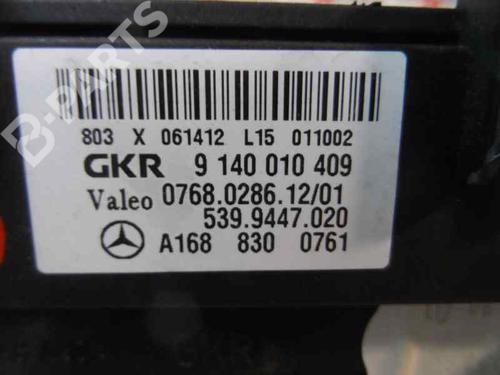 B-PARTS
803 X 061412 L15 011002
GKR 9 140 010 409
Valeo 0768.0286.12/01
539.9447.020
A168 830 0761